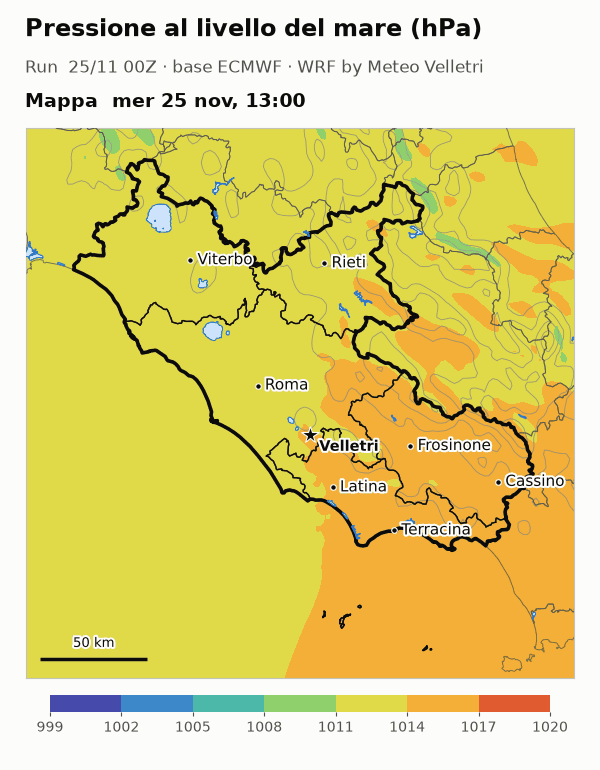 Pressione al livello del mare (hPa)
Run  25/11 00Z · base ECMWF · WRF by Meteo Velletri
Mappa  mer 25 nov, 13:00
Viterbo
Rieti
Roma
Velletri
Frosinone
Cassino
Latina
Terracina
50 km
999 1002 1005 1008 1011 1014 1017 1020